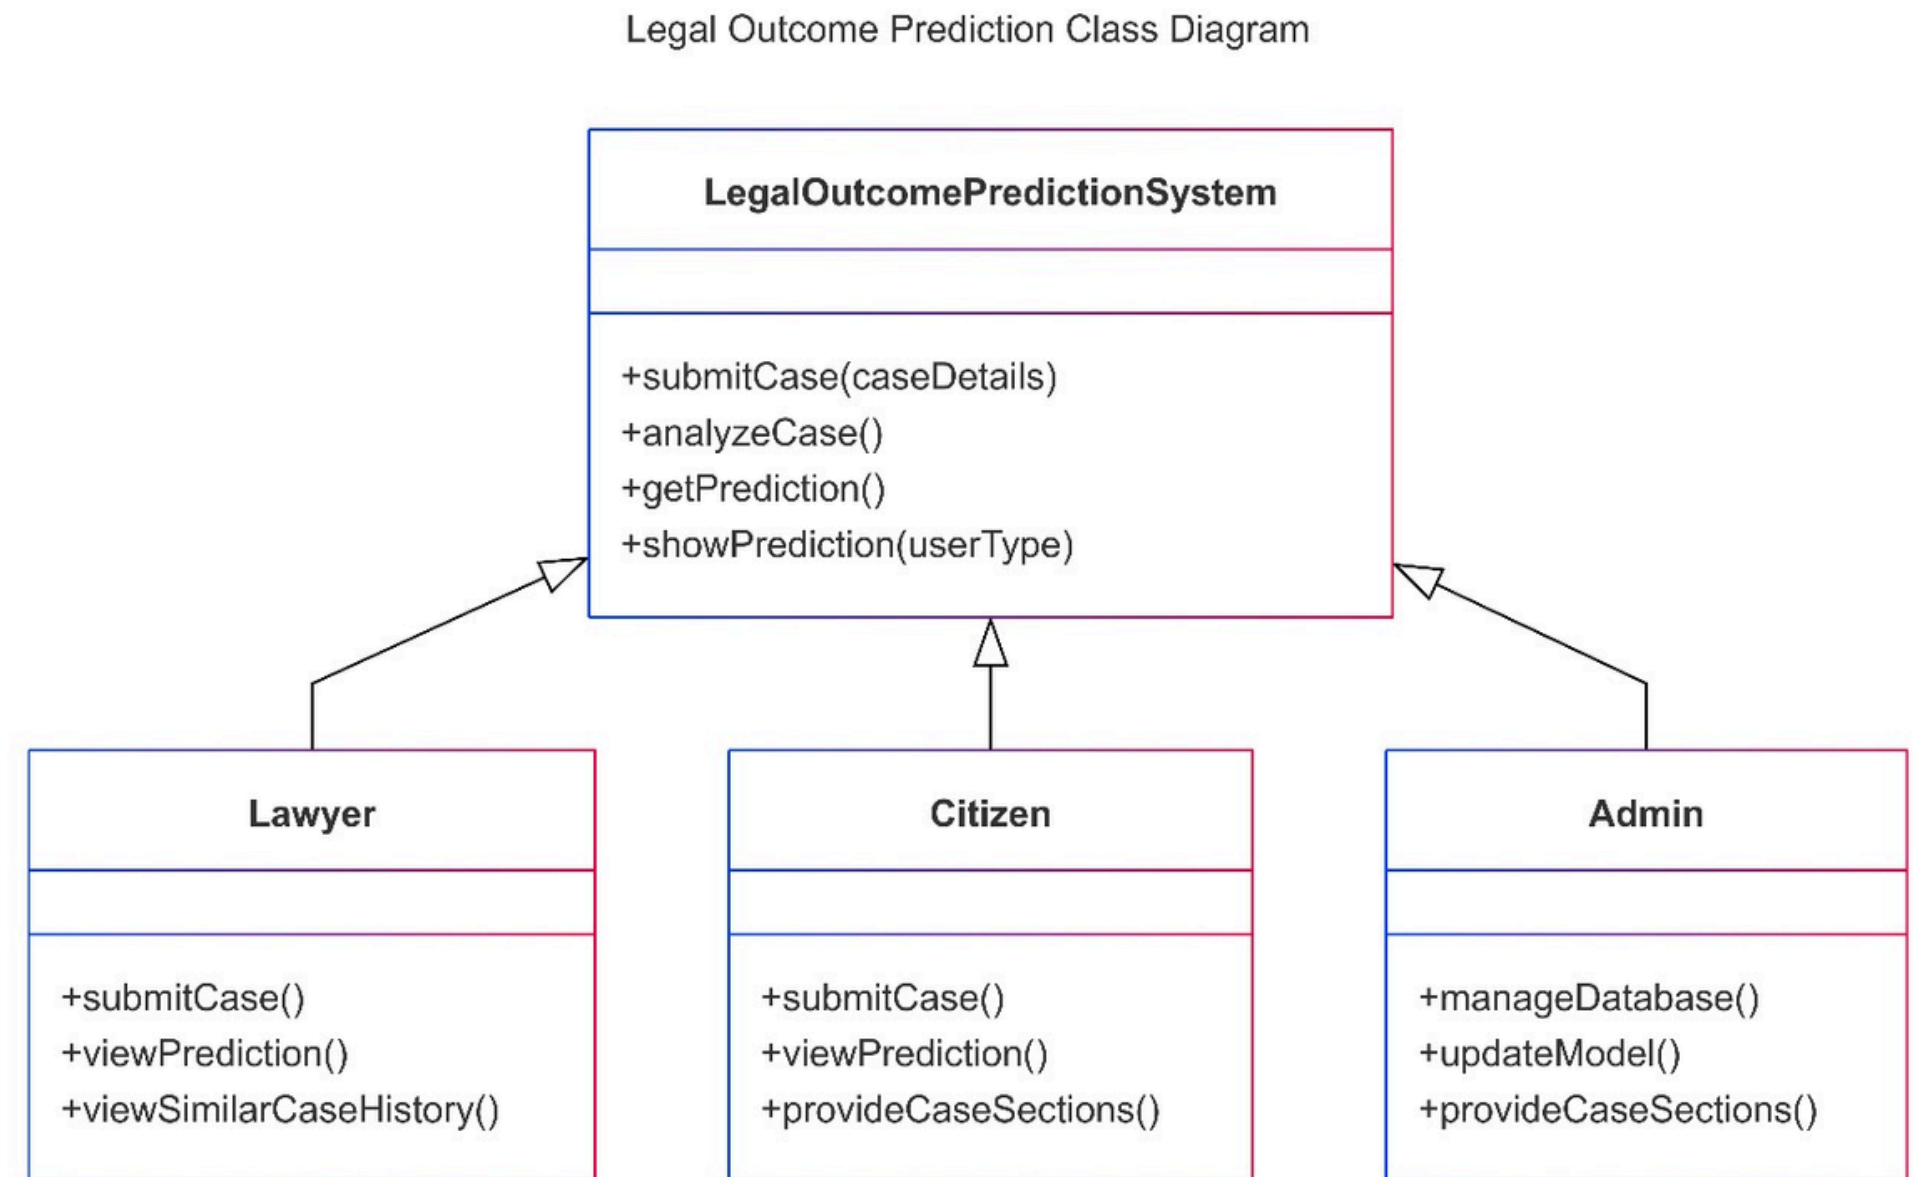 Legal Outcome Prediction Class Diagram
LegalOutcomePredictionSystem
+submitCase(caseDetails)
+analyzeCase()
+getPrediction()
+showPrediction(userType)
Lawyer
+submitCase()
+viewPrediction()
+viewSimilarCaseHistory()
Citizen
+submitCase()
+viewPrediction()
+provideCaseSections()
Admin
+manageDatabase()
+updateModel()
+provideCaseSections()